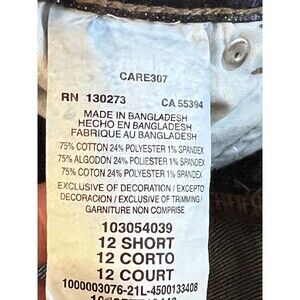 CARE307
RN 130273 CA 55394
MADE IN BANGLADESH
HECHO EN BANGLADESH
FABRIQUE AU BANGLADESH
75% COTTON 24% POLYESTER 1% SPANDEX
75% ALGODON 24% POLIESTER 1% SPANDEX
75% COTON 24% POLYESTER 1% SPANDEX
EXCLUSIVE OF DECORATION / EXCEPTO
DECORACION / EXCLUSIVE OF TRIMMING /
GARNITURE NON COMPRISE
103054039
12 SHORT
12 CORTO
12 COURT
1000003076-21L-4500133408